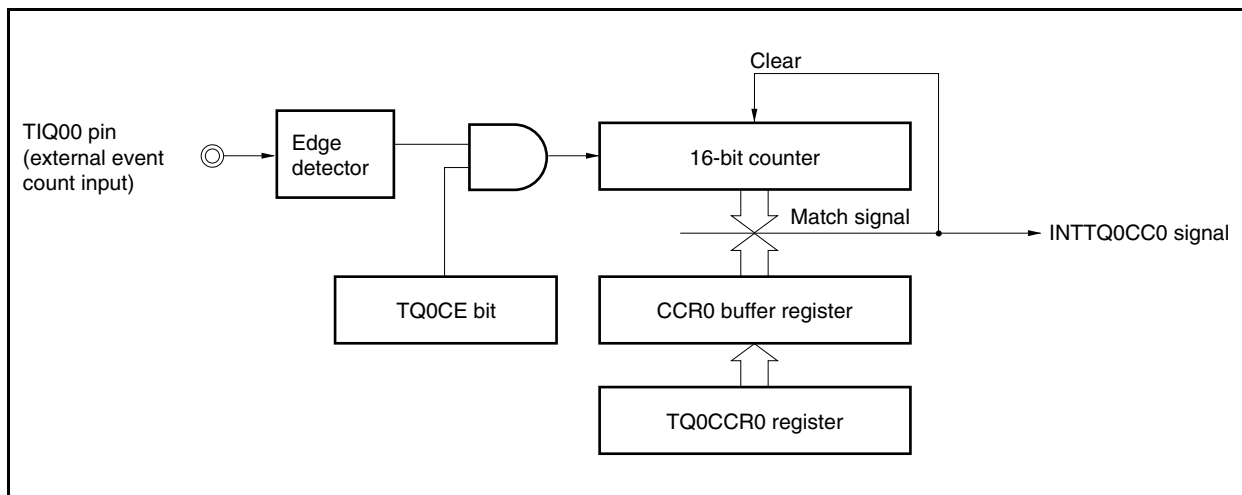 Clear
TIQ00 pin
(external event
count input)
Edge
detector
16-bit counter
Match signal
INTTQ0CC0 signal
TQ0CE bit
CCR0 buffer register
TQ0CCR0 register